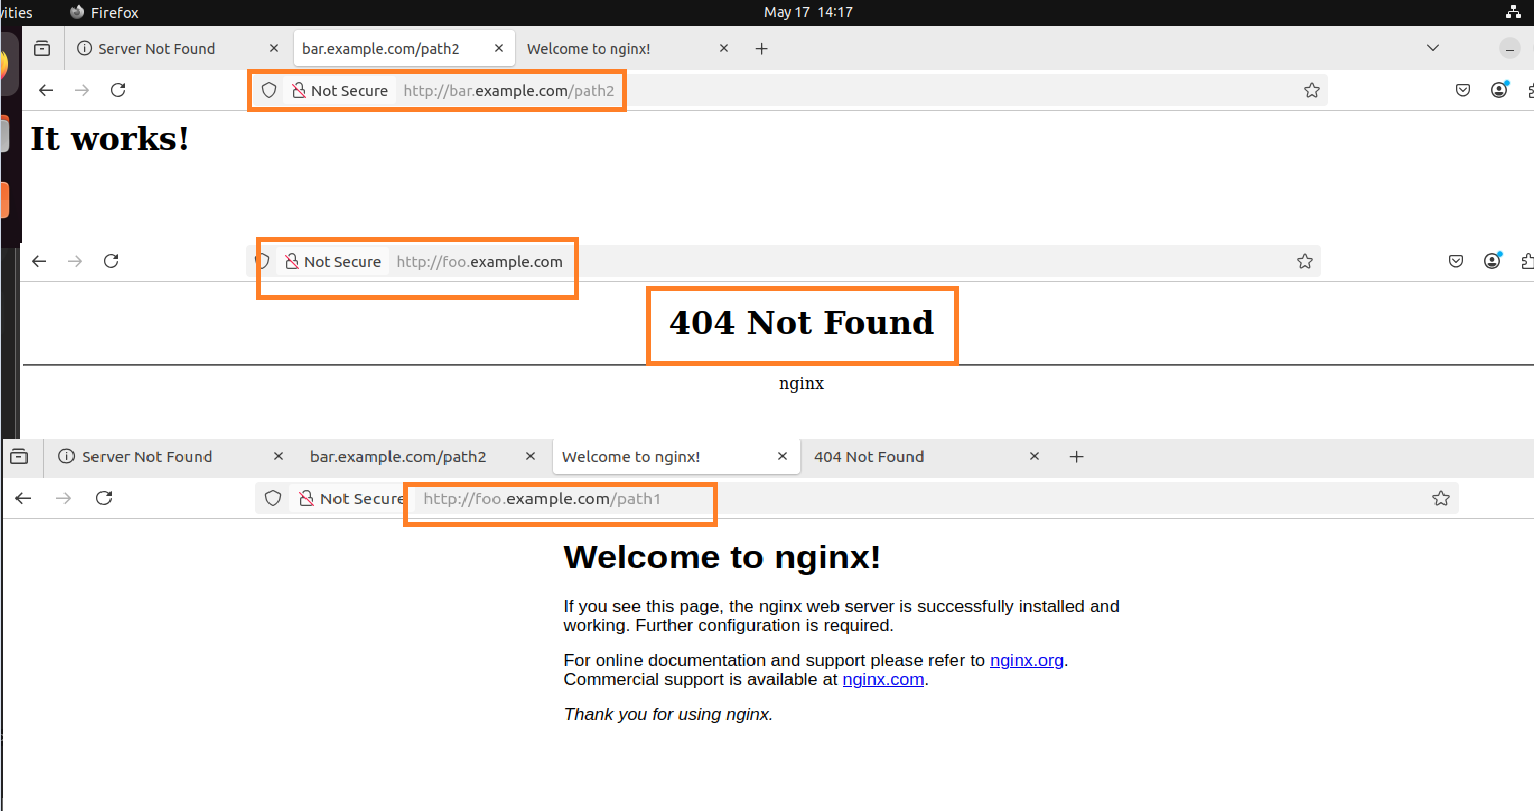 vities Firefox May 17 14:17
Server Not Found bar.example.com/path2 Welcome to nginx!
Not Secure http://bar.example.com/path2
It works!
Not Secure http://foo.example.com
404 Not Found
nginx
Server Not Found bar.example.com/path2 Welcome to nginx! 404 Not Found
Not Secure http://foo.example.com/path1
Welcome to nginx!
If you see this page, the nginx web server is successfully installed and
working. Further configuration is required.
For online documentation and support please refer to nginx.org.
Commercial support is available at nginx.com.
Thank you for using nginx.